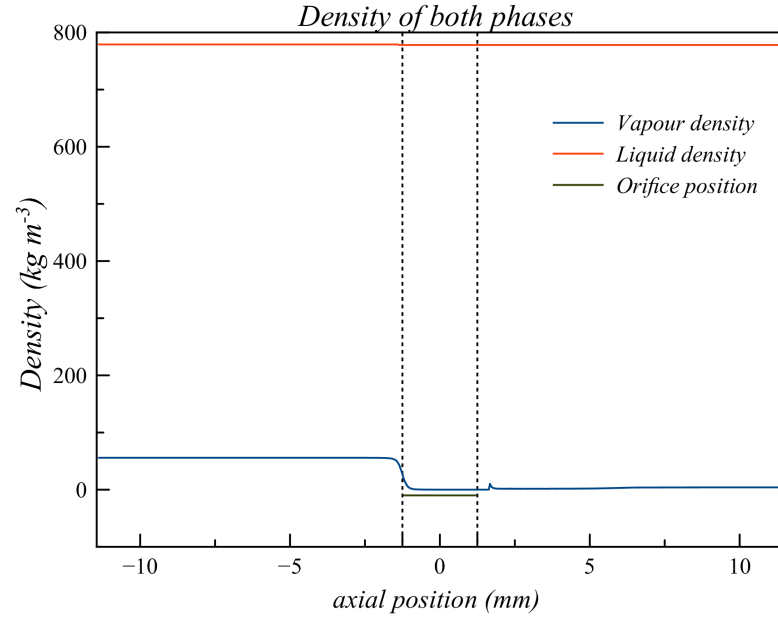 Density of both phases
800
600
400
200
0
Density (kg m⁻³)
Vapour density
Liquid density
Orifice position
−10
−5
0
5
10
axial position (mm)